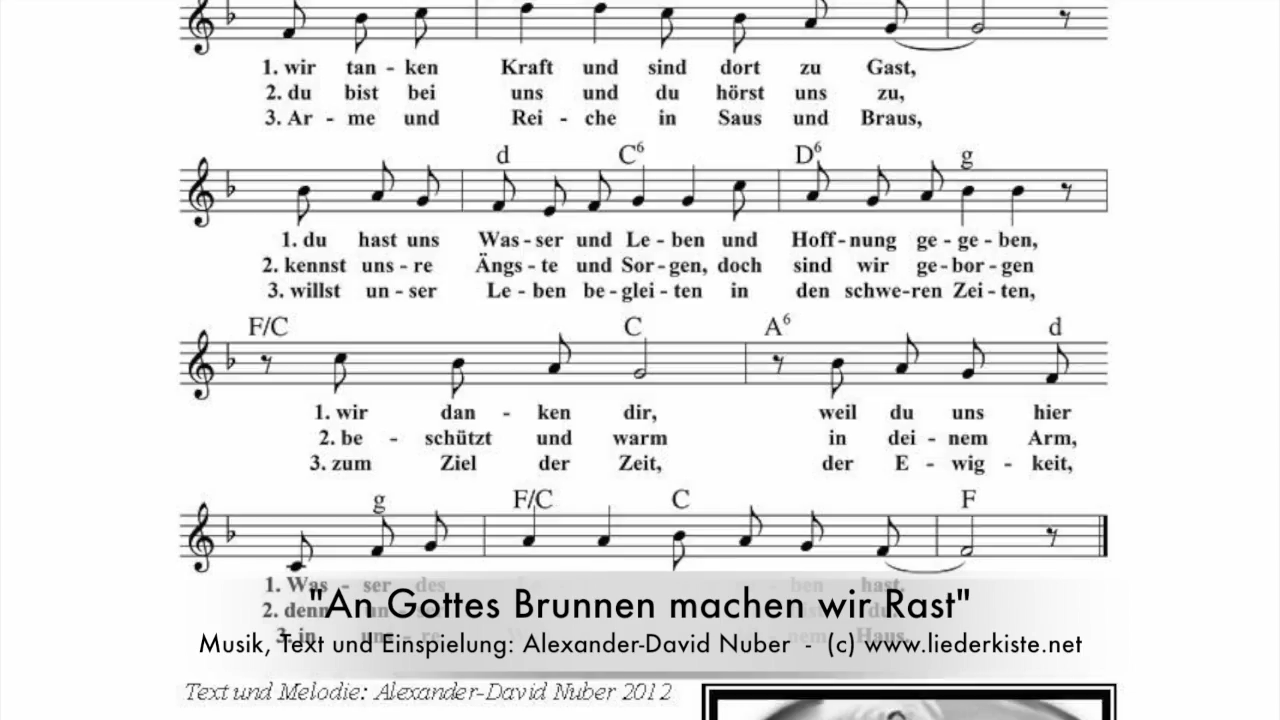 1. wir tan - ken Kraft und sind dort zu Gast,
2. du bist bei uns und du hörst uns zu,
3. Ar - me und Rei - che in Saus und Braus,
d C6 D6 g
1. du hast uns Was - ser und Le - ben und Hoff - nung ge - ge - ben,
2. kennst uns - re Ängs - te und Sor - gen, doch sind wir ge - bor - gen
3. willst un - ser Le - ben be - glei - ten in den schwe - ren Zei - ten,
F/C C A6 d
1. wir dan - ken dir, weil du uns hier
2. be - schützt und warm in dei - nem Arm,
3. zum Ziel der Zeit, der E - wig - keit,
g F/C C F
1. Was - ser des ben hast.
2. denn
3. in - re - nem Haus.
"An Gottes Brunnen machen wir Rast"
Musik, Text und Einspielung: Alexander-David Nuber - (c) www.liederkiste.net
Text und Melodie: Alexander-David Nuber 2012